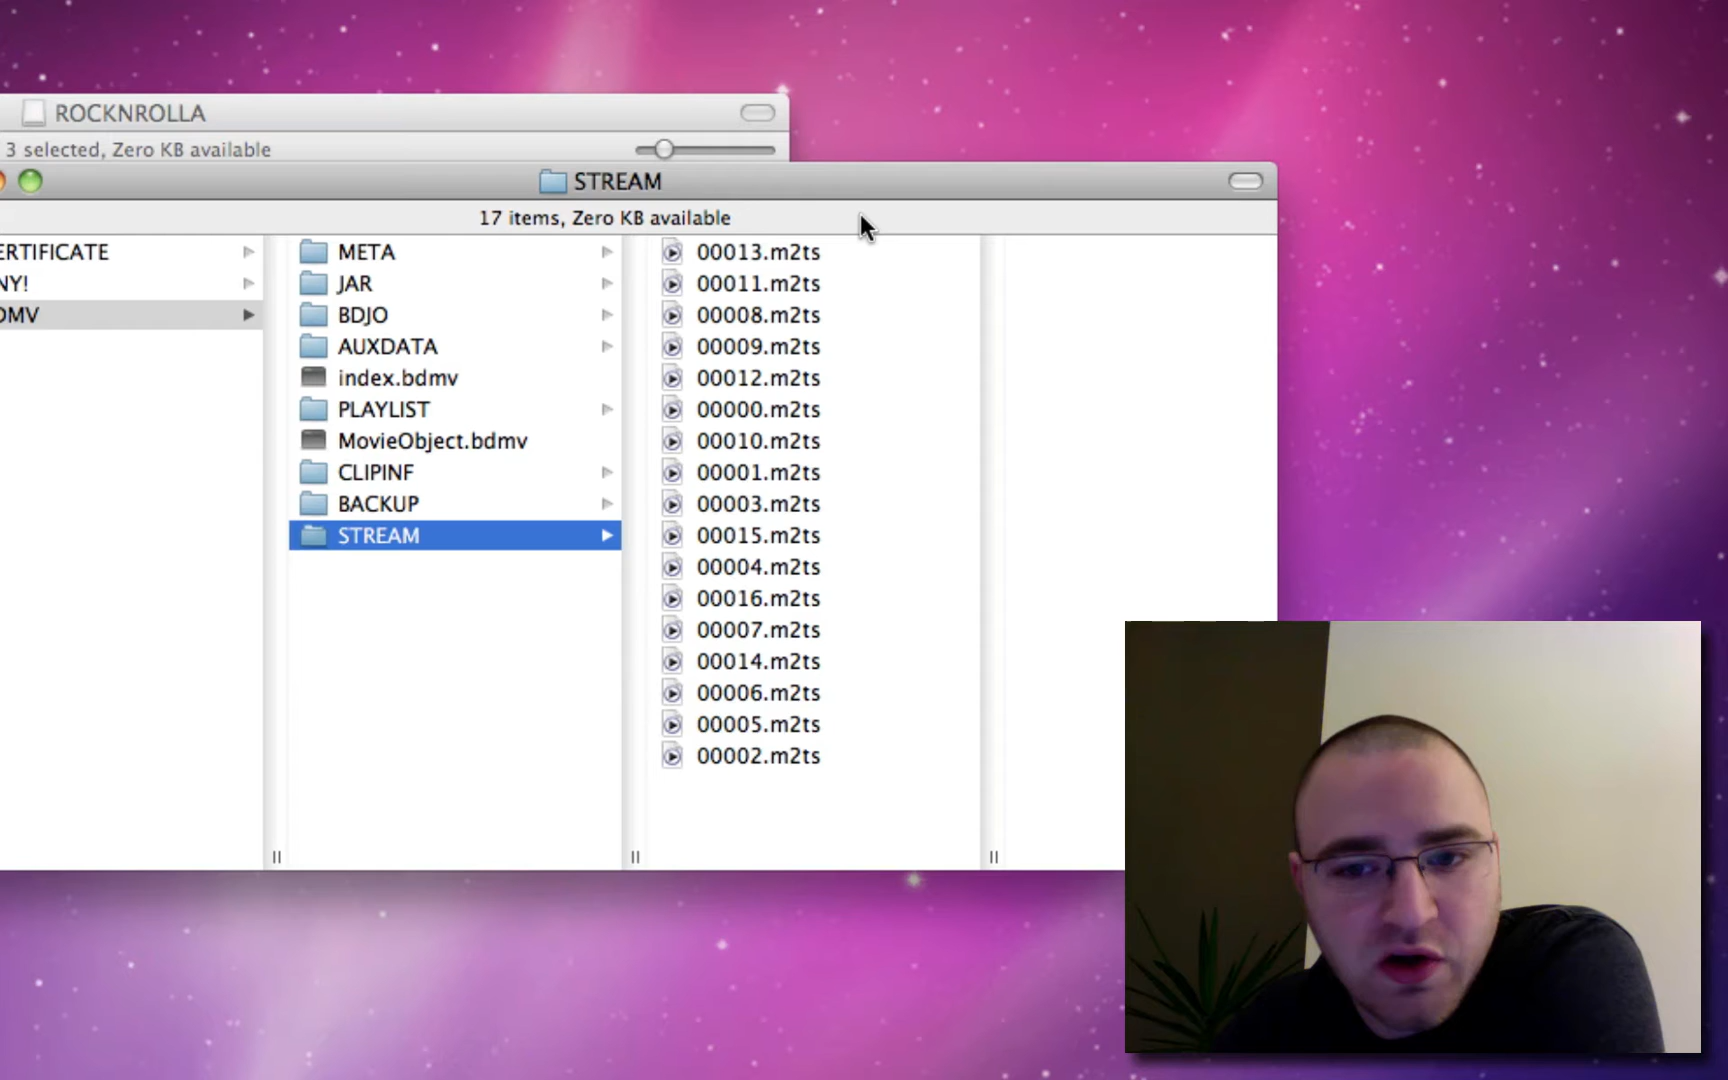 ROCKNROLLA
3 selected, Zero KB available
STREAM
17 items, Zero KB available
ERTIFICATE
NY!
DMV
META
JAR
BDJO
AUXDATA
index.bdmv
PLAYLIST
MovieObject.bdmv
CLIPINF
BACKUP
STREAM
00013.m2ts
00011.m2ts
00008.m2ts
00009.m2ts
00012.m2ts
00000.m2ts
00010.m2ts
00001.m2ts
00003.m2ts
00015.m2ts
00004.m2ts
00016.m2ts
00007.m2ts
00014.m2ts
00006.m2ts
00005.m2ts
00002.m2ts